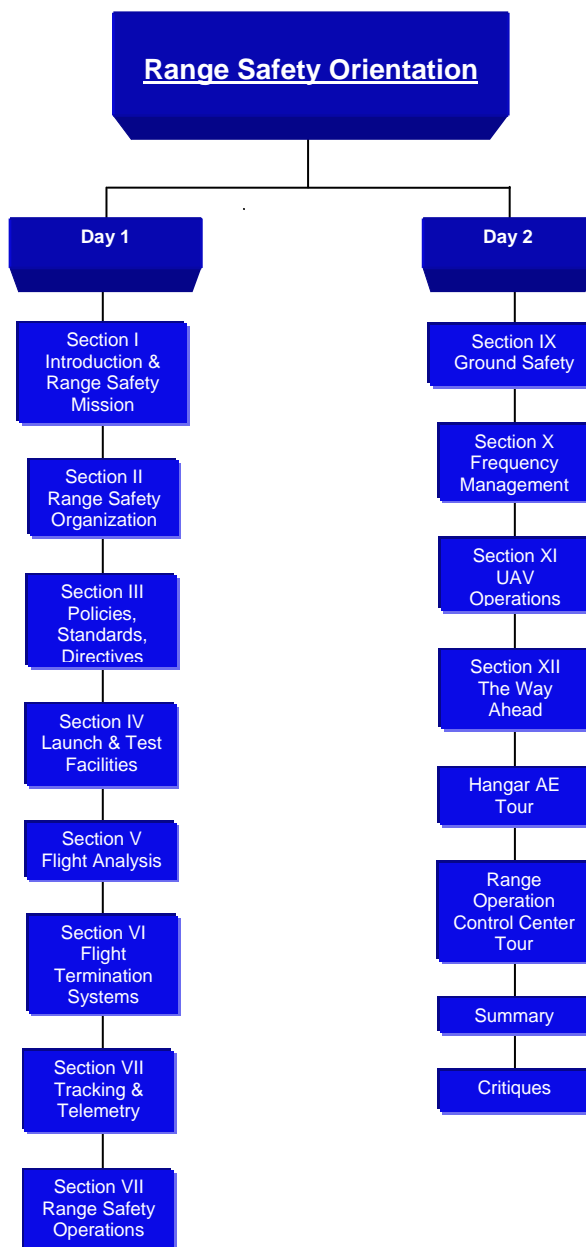 Range Safety Orientation
Day 1
Section I
Introduction &
Range Safety
Mission
Section II
Range Safety
Organization
Section III
Policies,
Standards,
Directives
Section IV
Launch & Test
Facilities
Section V
Flight Analysis
Section VI
Flight
Termination
Systems
Section VII
Tracking &
Telemetry
Section VII
Range Safety
Operations
Day 2
Section IX
Ground Safety
Section X
Frequency
Management
Section XI
UAV
Operations
Section XII
The Way
Ahead
Hangar AE
Tour
Range
Operation
Control Center
Tour
Summary
Critiques